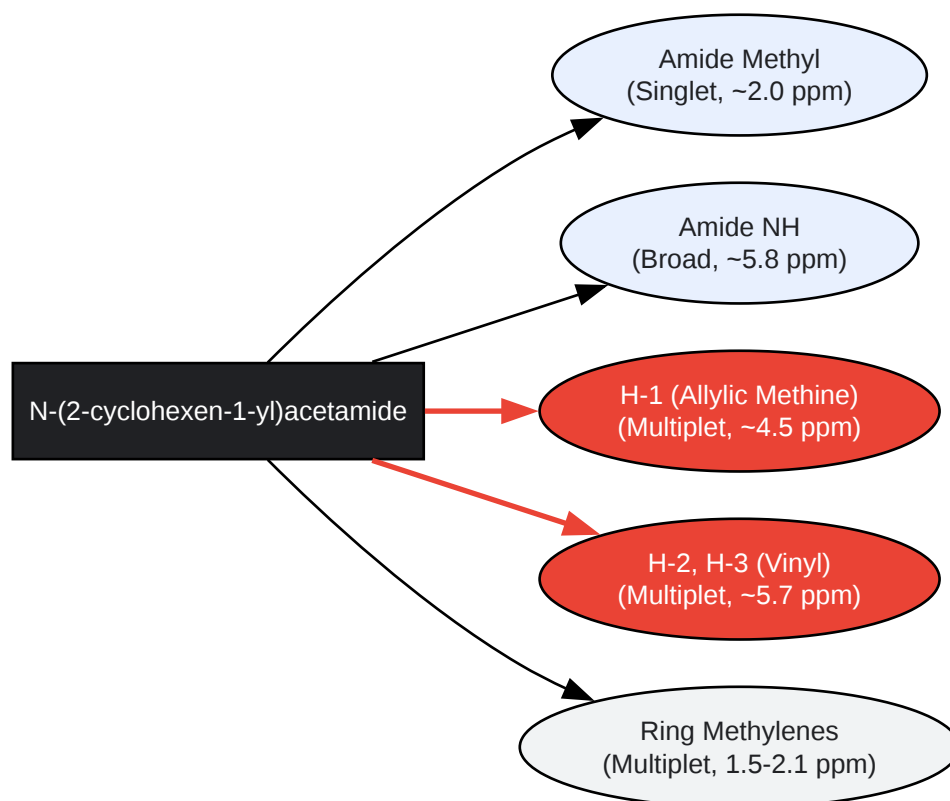 Amide Methyl
(Singlet, ~2.0 ppm)
Amide NH
(Broad, ~5.8 ppm)
N-(2-cyclohexen-1-yl)acetamide
H-1 (Allylic Methine)
(Multiplet, ~4.5 ppm)
H-2, H-3 (Vinyl)
(Multiplet, ~5.7 ppm)
Ring Methylenes
(Multiplet, 1.5-2.1 ppm)